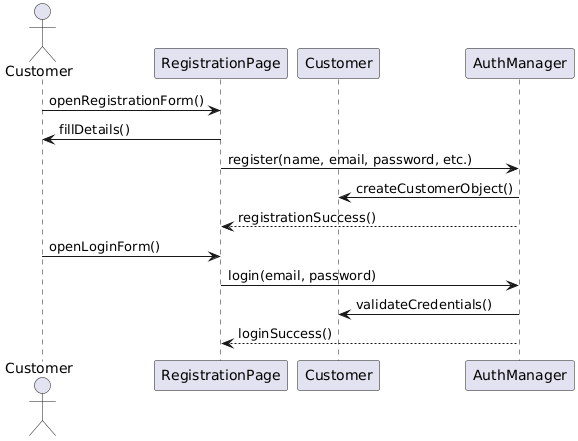 Customer
RegistrationPage
Customer
AuthManager
openRegistrationForm()
fillDetails()
register(name, email, password, etc.)
createCustomerObject()
registrationSuccess()
openLoginForm()
login(email, password)
validateCredentials()
loginSuccess()
Customer
RegistrationPage
Customer
AuthManager